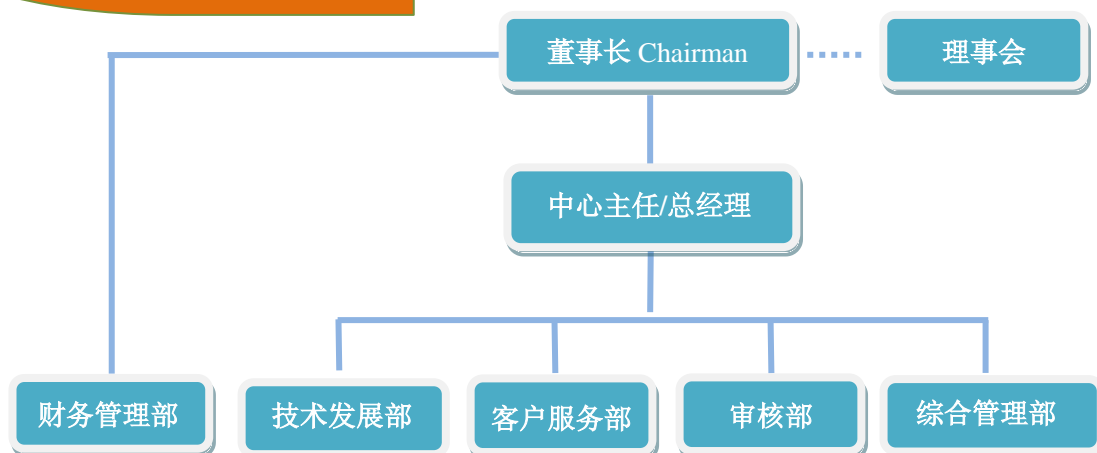 董事长 Chairman
理事会
中心主任/总经理
财务管理部
技术发展部
客户服务部
审核部
综合管理部